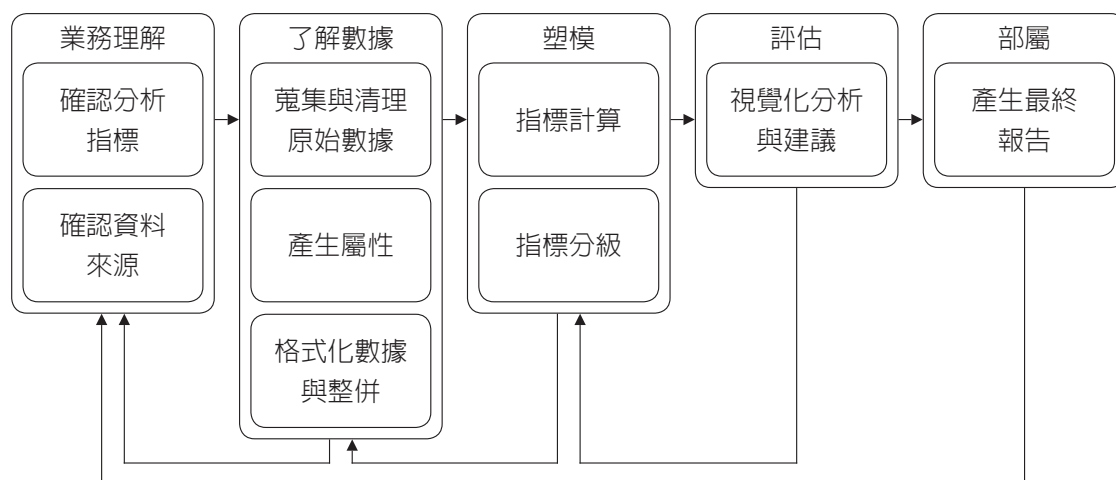 業務理解
確認分析
指標
確認資料
來源
了解數據
蒐集與清理
原始數據
產生屬性
格式化數據
與整併
塑模
指標計算
指標分級
評估
視覺化分析
與建議
部屬
產生最終
報告